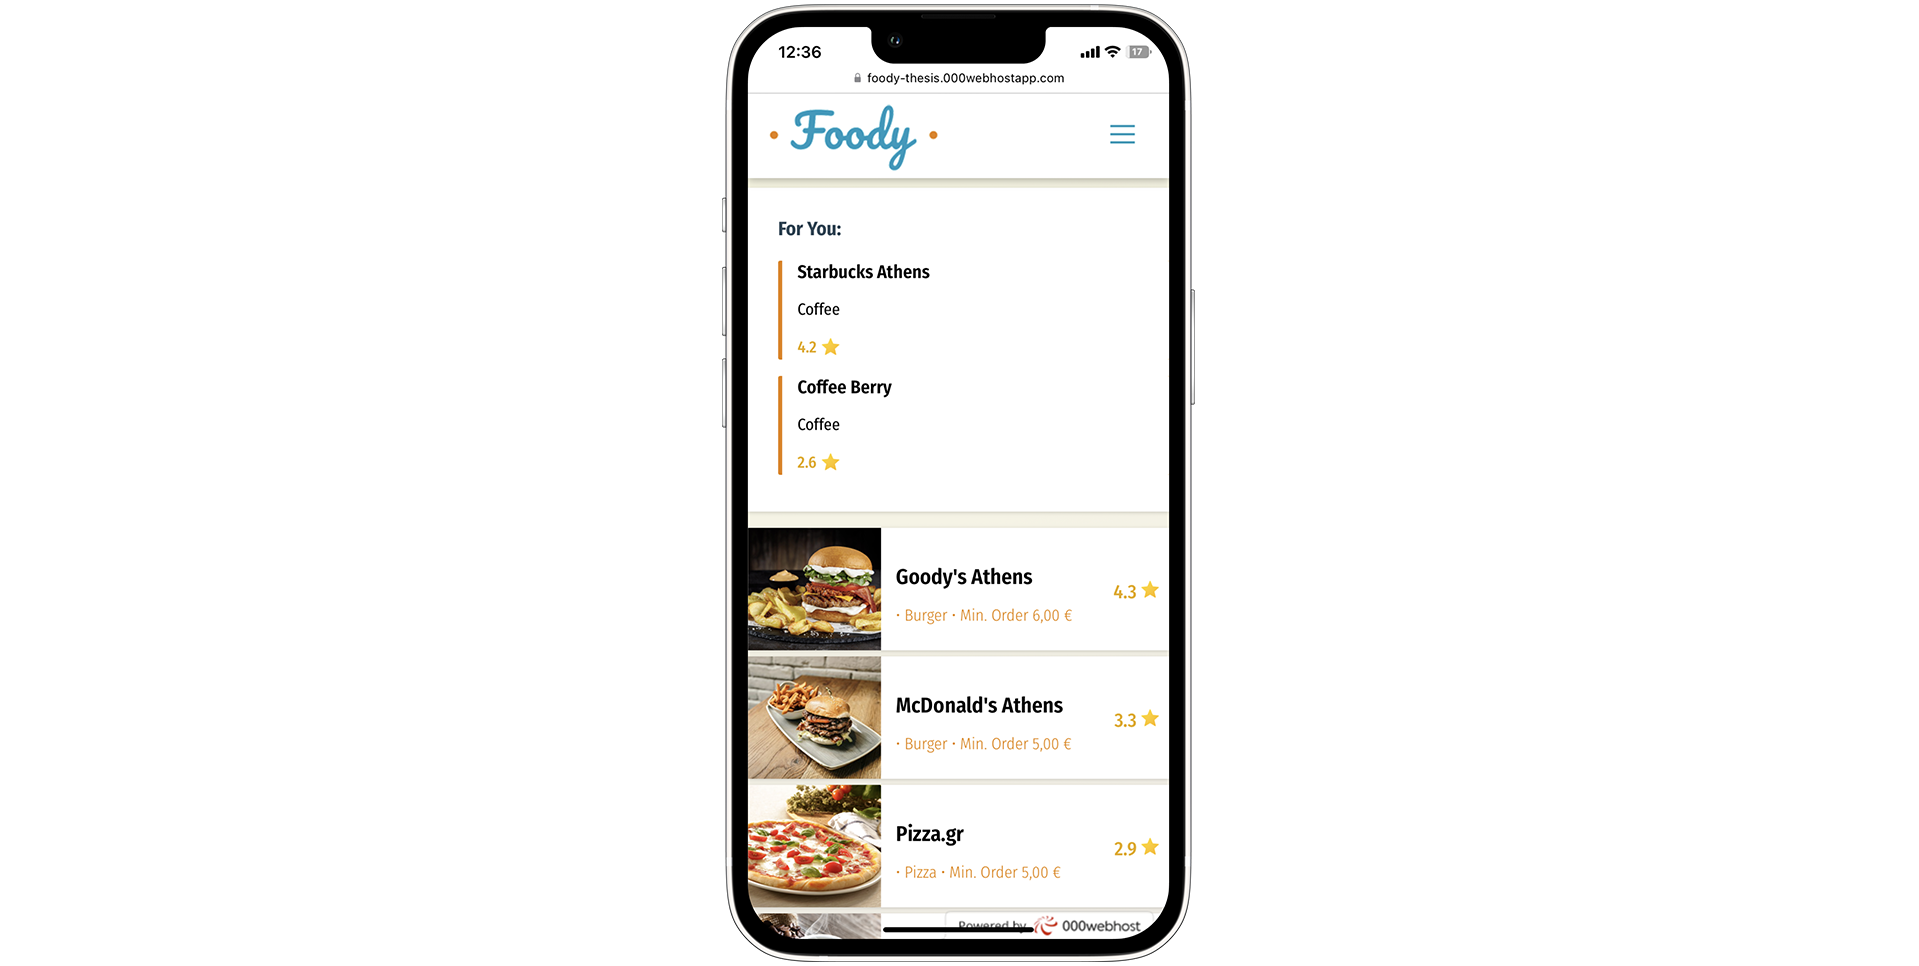 12:36
17
foody-thesis.000webhostapp.com
• Foody •
For You:
Starbucks Athens
Coffee
4.2
Coffee Berry
Coffee
2.6
Goody's Athens
4.3
• Burger • Min. Order 6,00 €
McDonald's Athens
3.3
• Burger • Min. Order 5,00 €
Pizza.gr
2.9
• Pizza • Min. Order 5,00 €
Powered by 000webhost